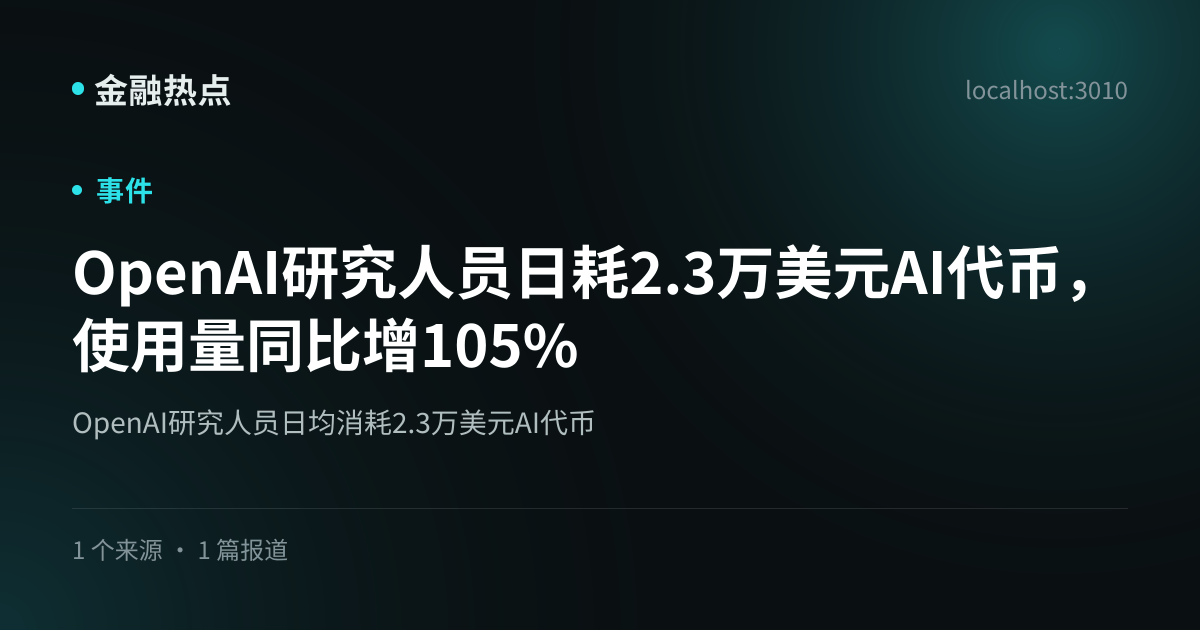 金融热点
localhost:3010
事件
OpenAI研究人员日耗2.3万美元AI代币，
使用量同比增105%
OpenAI研究人员日均消耗2.3万美元AI代币
1 个来源 · 1 篇报道